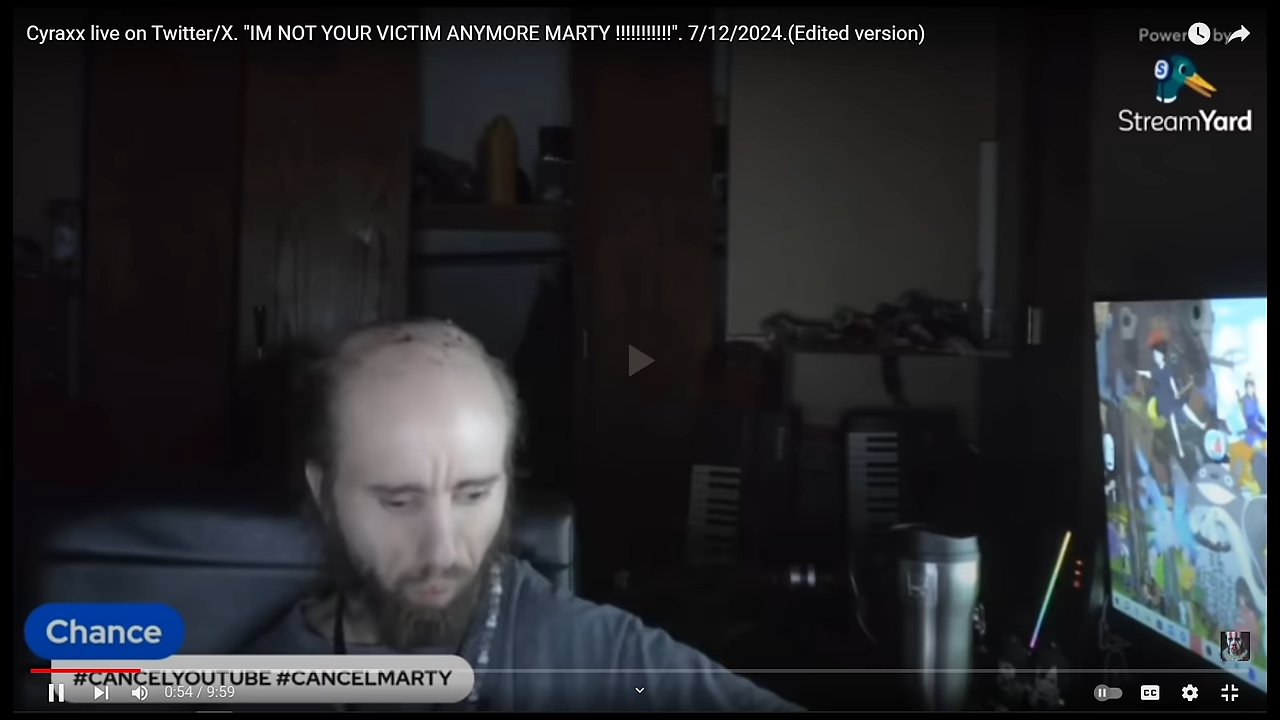 Cyraxx live on Twitter/X. "IM NOT YOUR VICTIM ANYMORE MARTY !!!!!!!!!!!". 7/12/2024.(Edited version)
Powered by
S
StreamYard
Chance
#CANCELYOUTUBE #CANCELMARTY
0:54 / 9:59
CC